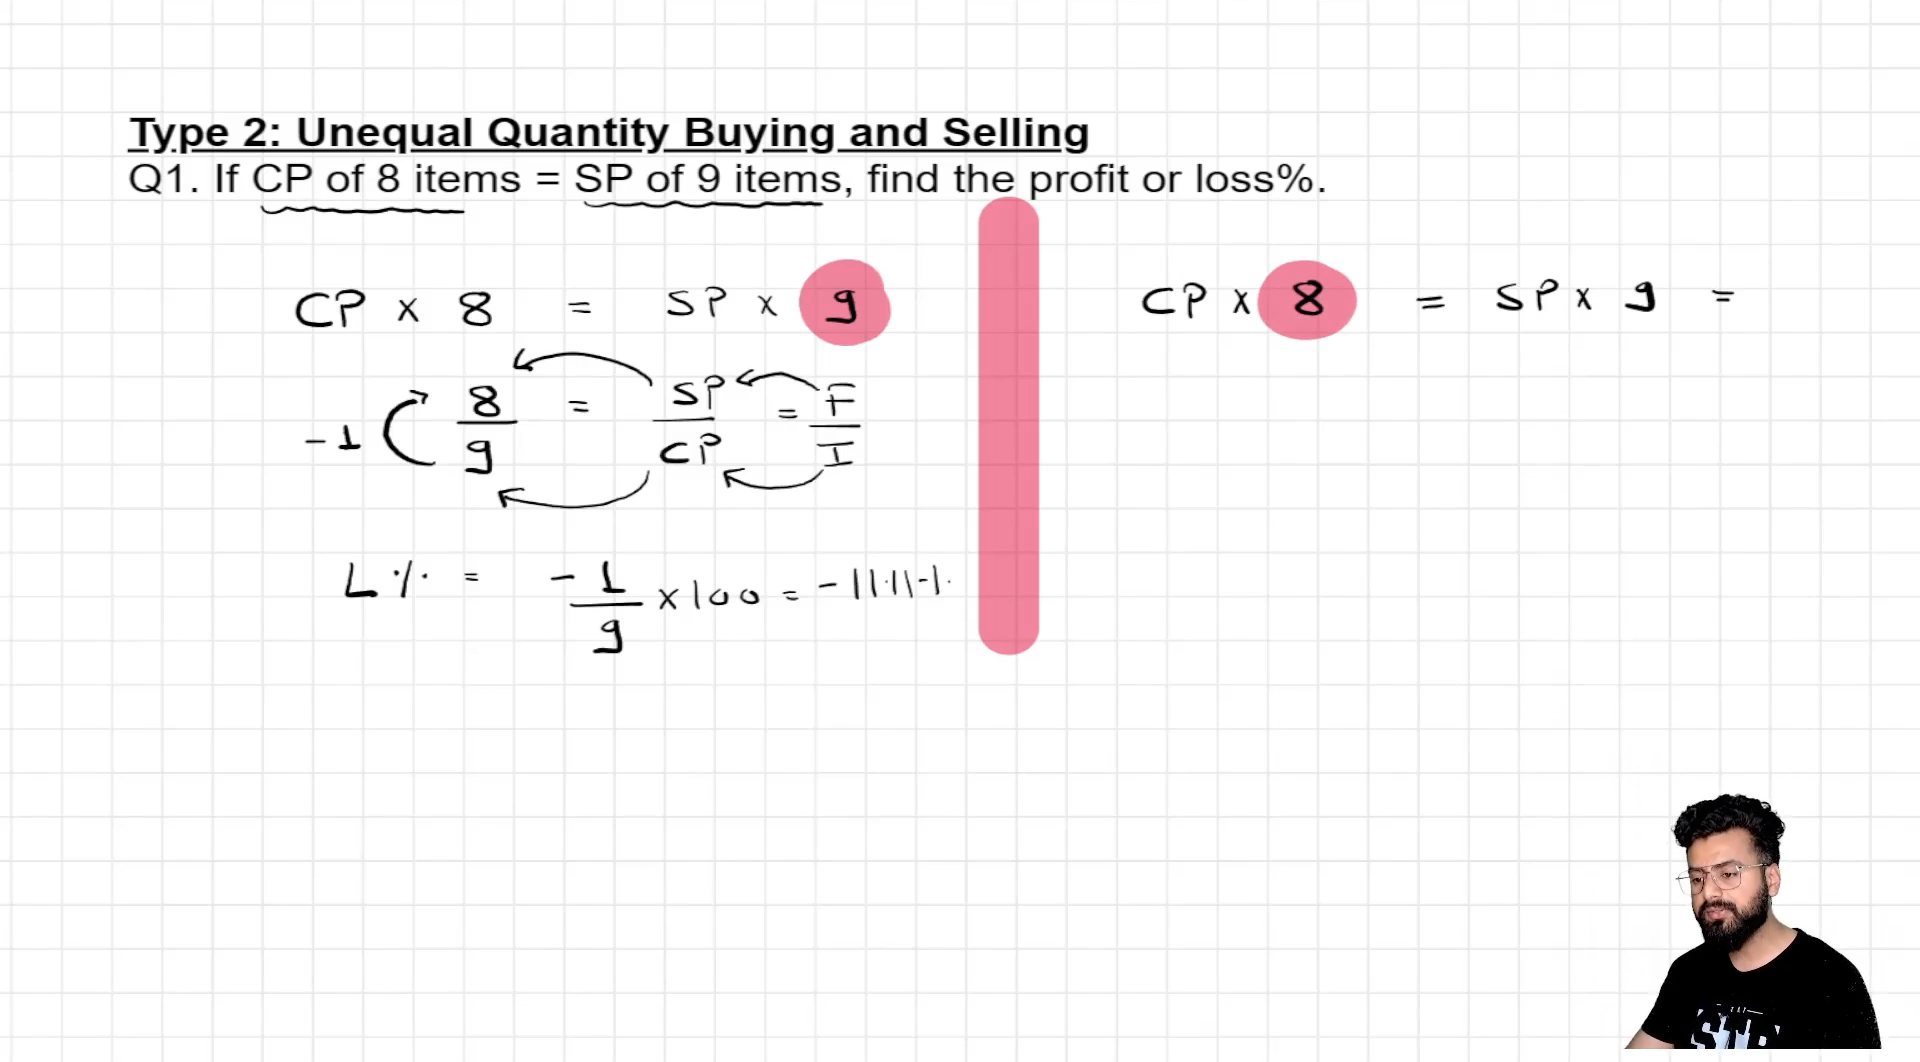 Type 2: Unequal Quantity Buying and Selling
Q1. If CP of 8 items = SP of 9 items, find the profit or loss%.
CP x 8 = SP x 9
-1 8/9 = SP/CP = F/I
L% = -1/9 x 100 = -11.11%.
CP x 8 = SP x 9 =